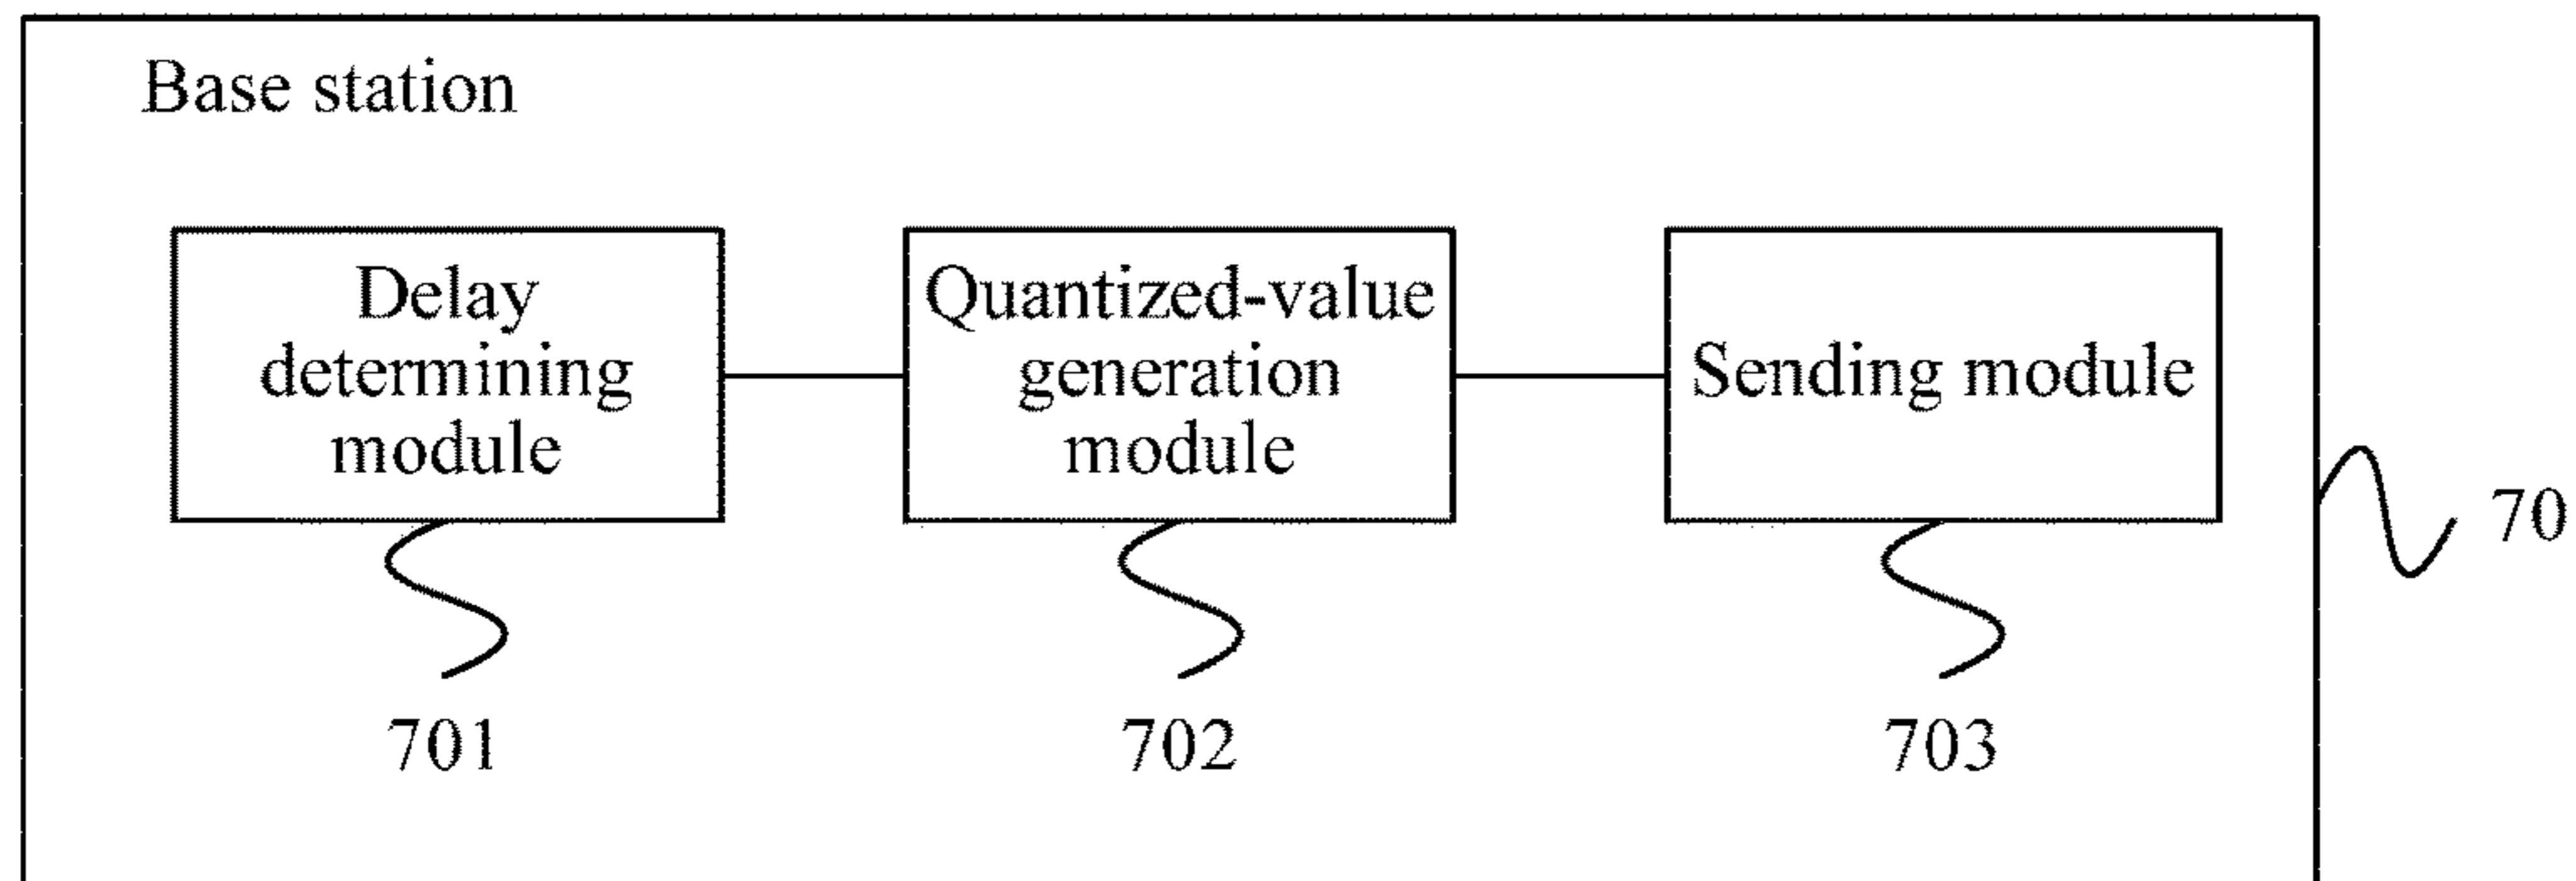 Base station
Delay
determining
module
Quantized-value
generation
module
Sending module
70
701
702
703